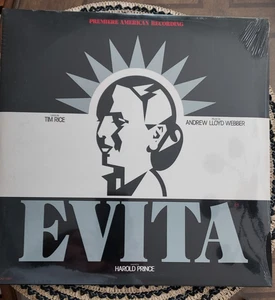 PREMIERE AMERICAN RECORDING
TIM RICE
ANDREW LLOYD WEBBER
EVITA
HAROLD PRINCE